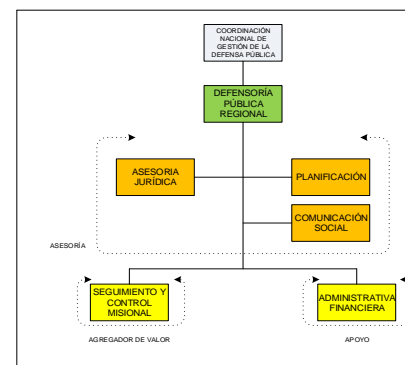 COORDINACIÓN
NACIONAL DE
GESTIÓN DE LA
DEFENSA PÚBLICA
DEFENSORÍA
PÚBLICA
REGIONAL
ASESORIA
JURÍDICA
PLANIFICACIÓN
COMUNICACIÓN
SOCIAL
ASESORÍA
SEGUIMIENTO Y
CONTROL
MISIONAL
ADMINISTRATIVA
FINANCIERA
AGREGADOR DE VALOR
APOYO